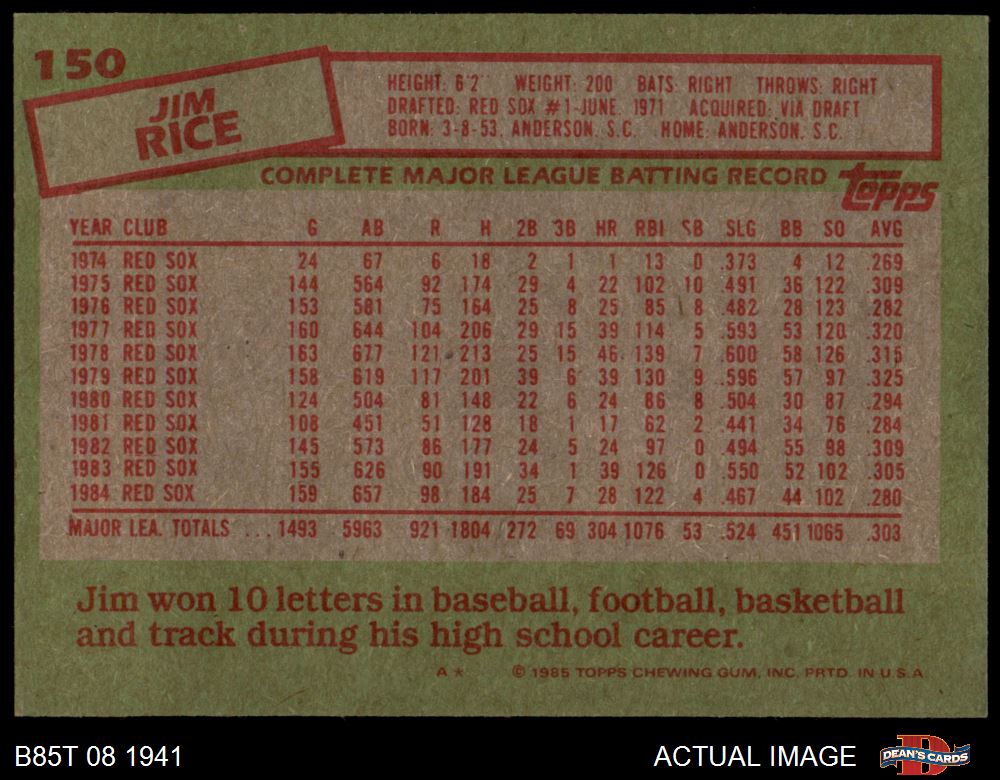 150
JIM
RICE
HEIGHT: 6'2" WEIGHT: 200 BATS: RIGHT THROWS: RIGHT
DRAFTED: RED SOX #1-JUNE, 1971 ACQUIRED: VIA DRAFT
BORN: 3-8-53, ANDERSON, S.C. HOME: ANDERSON, S.C.
COMPLETE MAJOR LEAGUE BATTING RECORD topps
YEAR CLUB G AB R H 2B 3B HR RBI SB SLG BB SO AVG
1974 RED SOX 24 67 6 18 2 1 1 13 0 .373 4 12 .269
1975 RED SOX 144 564 92 174 29 4 22 102 10 .491 36 122 .309
1976 RED SOX 153 581 75 164 25 8 25 85 8 .482 28 123 .282
1977 RED SOX 160 644 104 206 29 15 39 114 5 .593 53 120 .320
1978 RED SOX 163 677 121 213 25 15 46 139 7 .600 58 126 .315
1979 RED SOX 158 619 117 201 39 6 39 130 9 .596 57 97 .325
1980 RED SOX 124 504 81 148 22 6 24 86 8 .504 30 87 .294
1981 RED SOX 108 451 51 128 18 1 17 62 2 .441 34 76 .284
1982 RED SOX 145 573 86 177 24 5 24 97 0 .494 55 98 .309
1983 RED SOX 155 626 90 191 34 1 39 126 0 .550 52 102 .305
1984 RED SOX 159 657 98 184 25 7 28 122 4 .467 44 102 .280
MAJOR LEA. TOTALS ... 1493 5963 921 1804 272 69 304 1076 53 .524 451 1065 .303
Jim won 10 letters in baseball, football, basketball
and track during his high school career.
A * © 1985 TOPPS CHEWING GUM, INC. PRTD. IN U.S.A.
B85T 08 1941 ACTUAL IMAGE DEAN'S CARDS